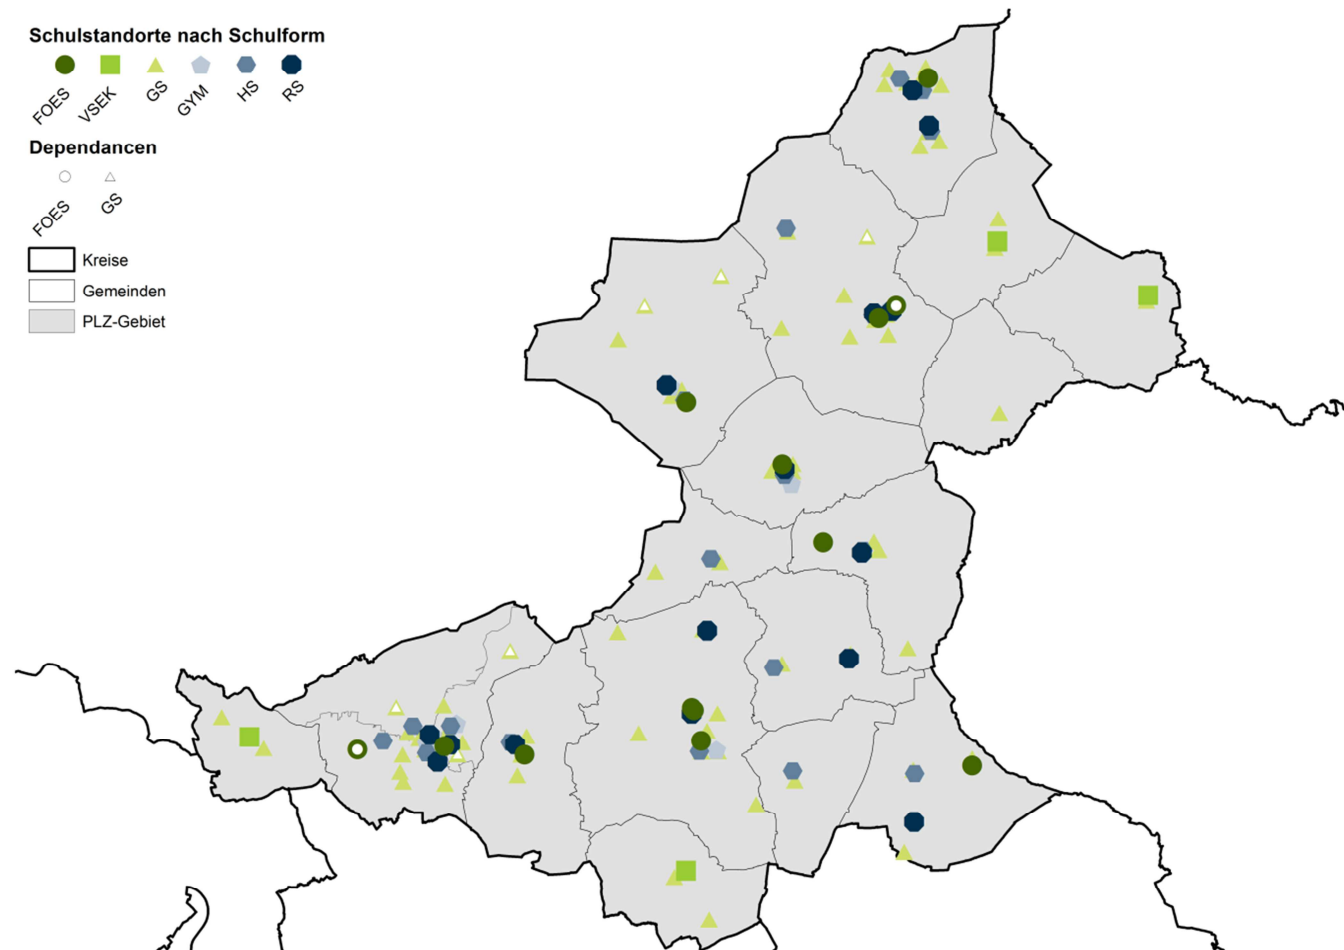 Schulstandorte nach Schulform
FOES VSEK GS GYM HS RS
Dependancen
FOES GS
Kreise
Gemeinden
PLZ-Gebiet